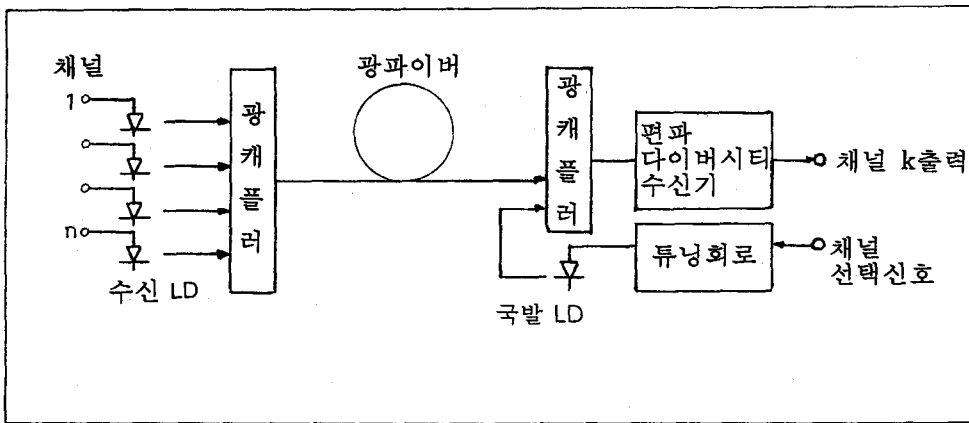 채널
1
n
수신 LD
광캐플러
광파이버
광캐플러
편파
다이버시티
수신기
채널 k출력
튜닝회로
채널
선택신호
국발 LD